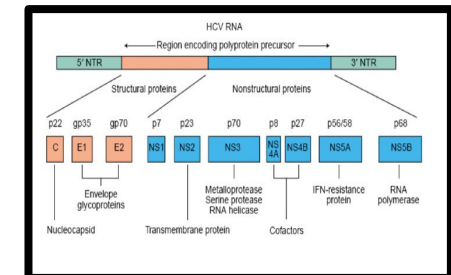 HCV RNA
Region encoding polyprotein precursor
5' NTR
3' NTR
Structural proteins
Nonstructural proteins
p22 gp35 gp70 p7 p23 p70 p8 p27 p56/58 p68
C E1 E2 NS1 NS2 NS3 NS 4A NS4B NS5A NS5B
Envelope
glycoproteins
Nucleocapsid
Transmembrane protein
Metalloprotease
Serine protease
RNA helicase
Cofactors
IFN-resistance
protein
RNA
polymerase